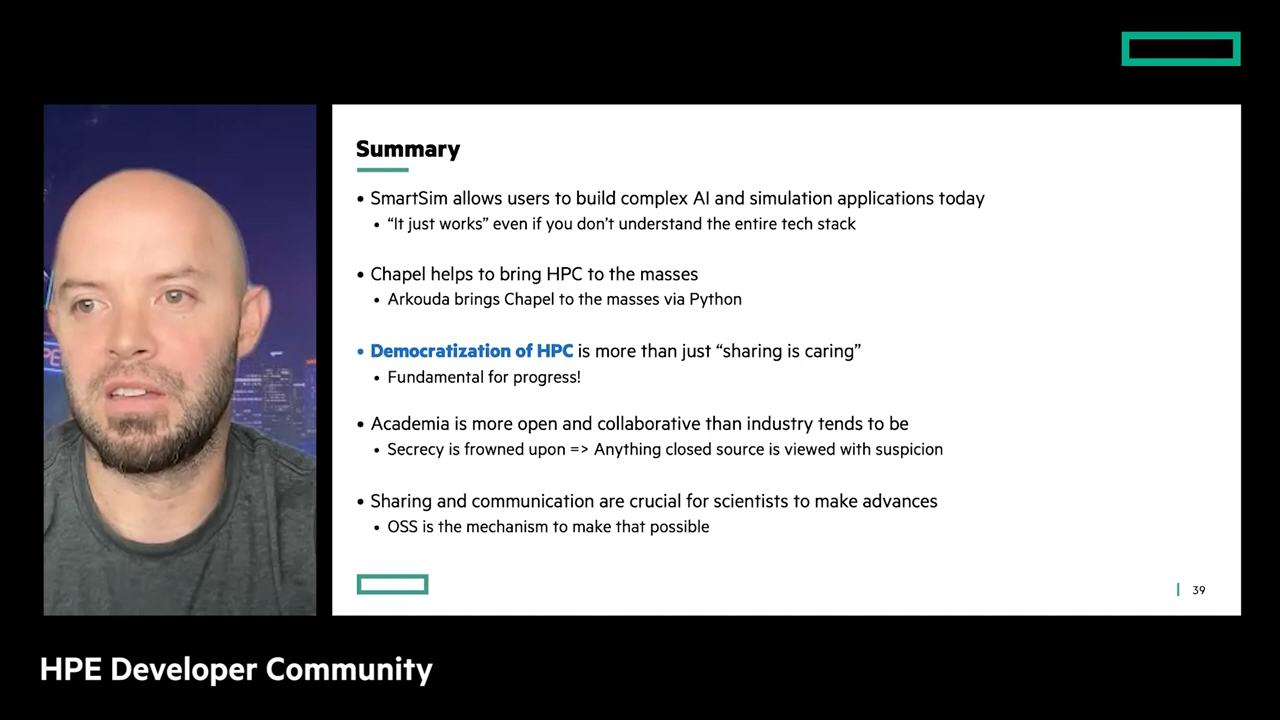 Summary
• SmartSim allows users to build complex AI and simulation applications today
• “It just works” even if you don’t understand the entire tech stack
• Chapel helps to bring HPC to the masses
• Arkouda brings Chapel to the masses via Python
• Democratization of HPC is more than just “sharing is caring”
• Fundamental for progress!
• Academia is more open and collaborative than industry tends to be
• Secrecy is frowned upon => Anything closed source is viewed with suspicion
• Sharing and communication are crucial for scientists to make advances
• OSS is the mechanism to make that possible
39
HPE Developer Community